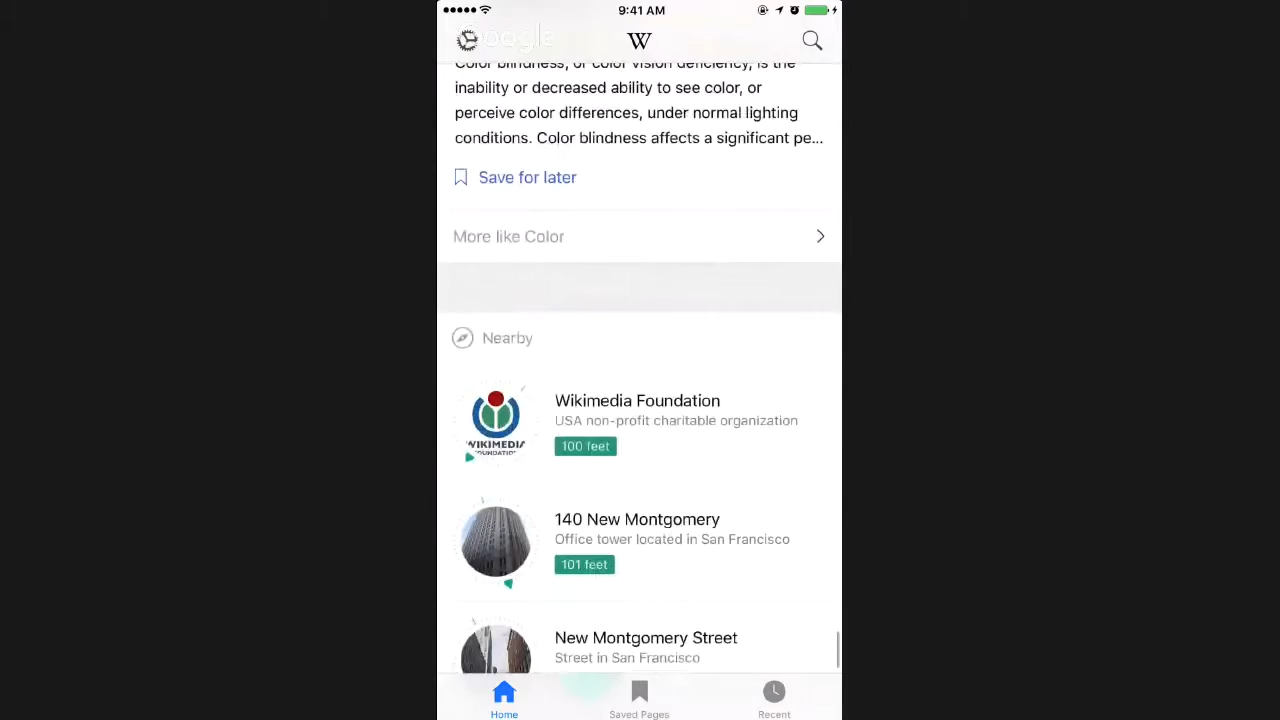 9:41 AM
Google
W
Color blindness, or color vision deficiency, is the
inability or decreased ability to see color, or
perceive color differences, under normal lighting
conditions. Color blindness affects a significant pe...
Save for later
More like Color
Nearby
WIKIMEDIA
FOUNDATION
Wikimedia Foundation
USA non-profit charitable organization
100 feet
140 New Montgomery
Office tower located in San Francisco
101 feet
New Montgomery Street
Street in San Francisco
Home
Saved Pages
Recent